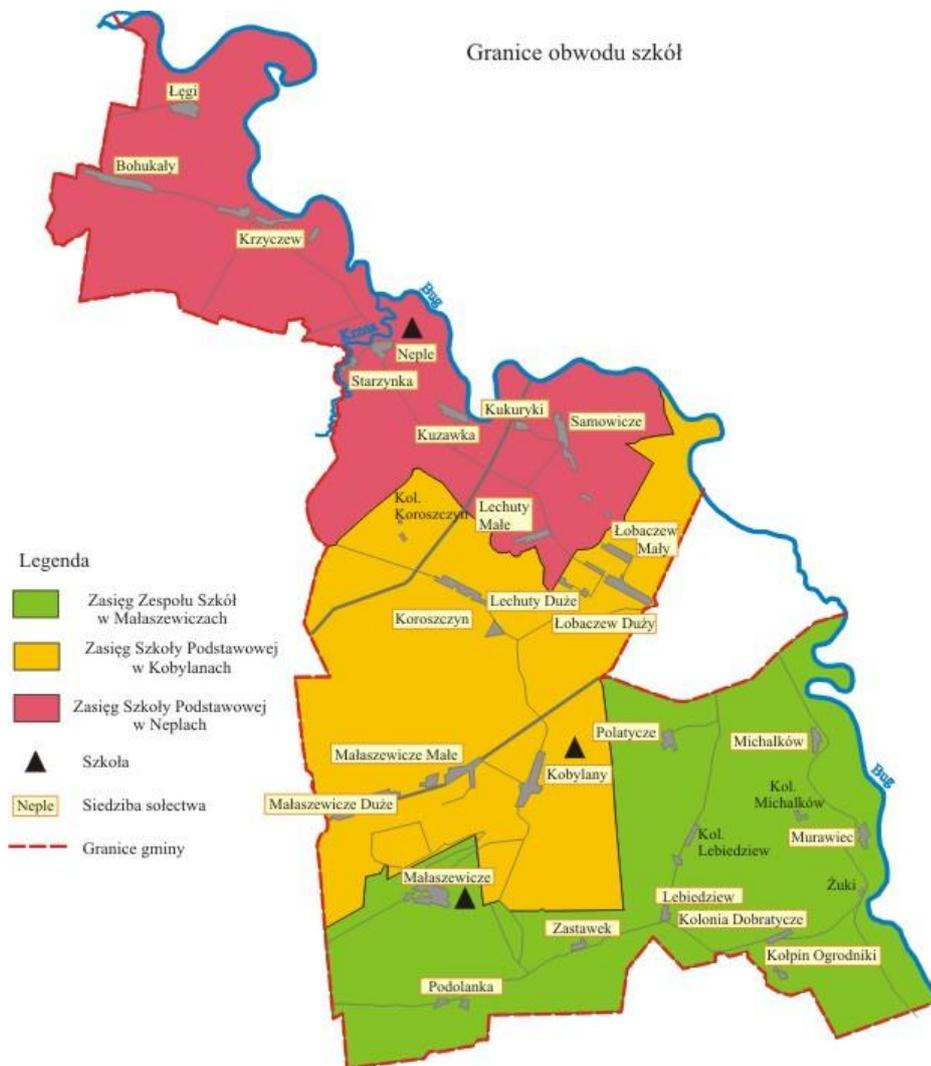 Granice obwodu szkół
Łęgi
Bohukały
Krzyczew
Bug
Krzna
Neple
Starzynka
Kukuryki
Kuzawka
Samowicze
Kol.
Koroszczyn
Lechuty
Małe
Łobaczew
Mały
Lechuty Duże
Koroszczyn
Łobaczew Duży
Legenda
Zasięg Zespołu Szkół
w Małaszewiczach
Zasięg Szkoły Podstawowej
w Kobylanach
Zasięg Szkoły Podstawowej
w Neplach
Szkoła
Neple
Siedziba sołectwa
Granice gminy
Polatycze
Michalków
Małaszewicze Małe
Kobylany
Bug
Małaszewicze Duże
Kol.
Michalków
Kol.
Lebiedziew
Murawiec
Małaszewicze
Żuki
Lebiedziew
Kolonia Dobratycze
Zastawek
Kołpin Ogrodniki
Podolanka